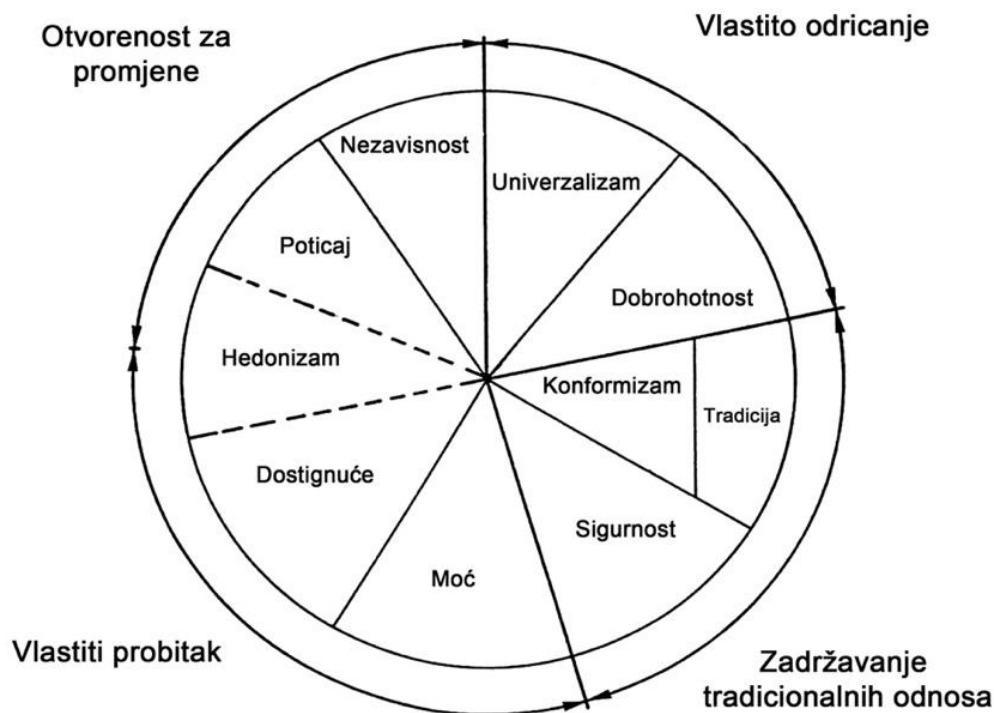 Otvorenost za
promjene
Vlastito odricanje
Nezavisnost
Univerzalizam
Poticaj
Dobrohotnost
Hedonizam
Konformizam
Tradicija
Dostignuće
Sigurnost
Moć
Vlastiti probitak
Zadržavanje
tradicionalnih odnosa